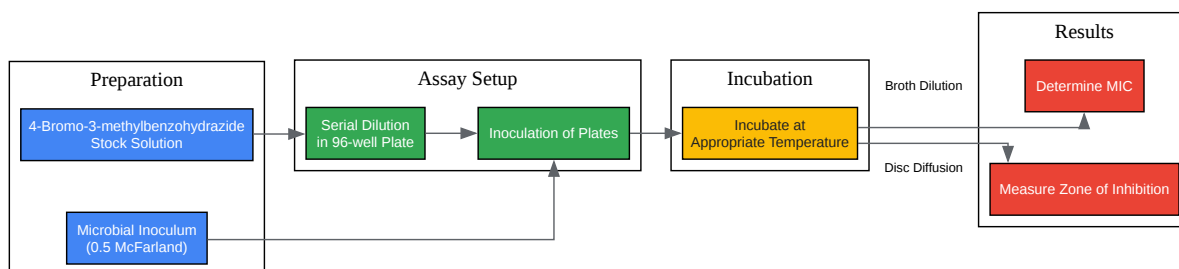 Preparation
4-Bromo-3-methylbenzohydrazide
Stock Solution
Microbial Inoculum
(0.5 McFarland)
Assay Setup
Serial Dilution
in 96-well Plate
Inoculation of Plates
Incubation
Incubate at
Appropriate Temperature
Broth Dilution
Disc Diffusion
Results
Determine MIC
Measure Zone of Inhibition